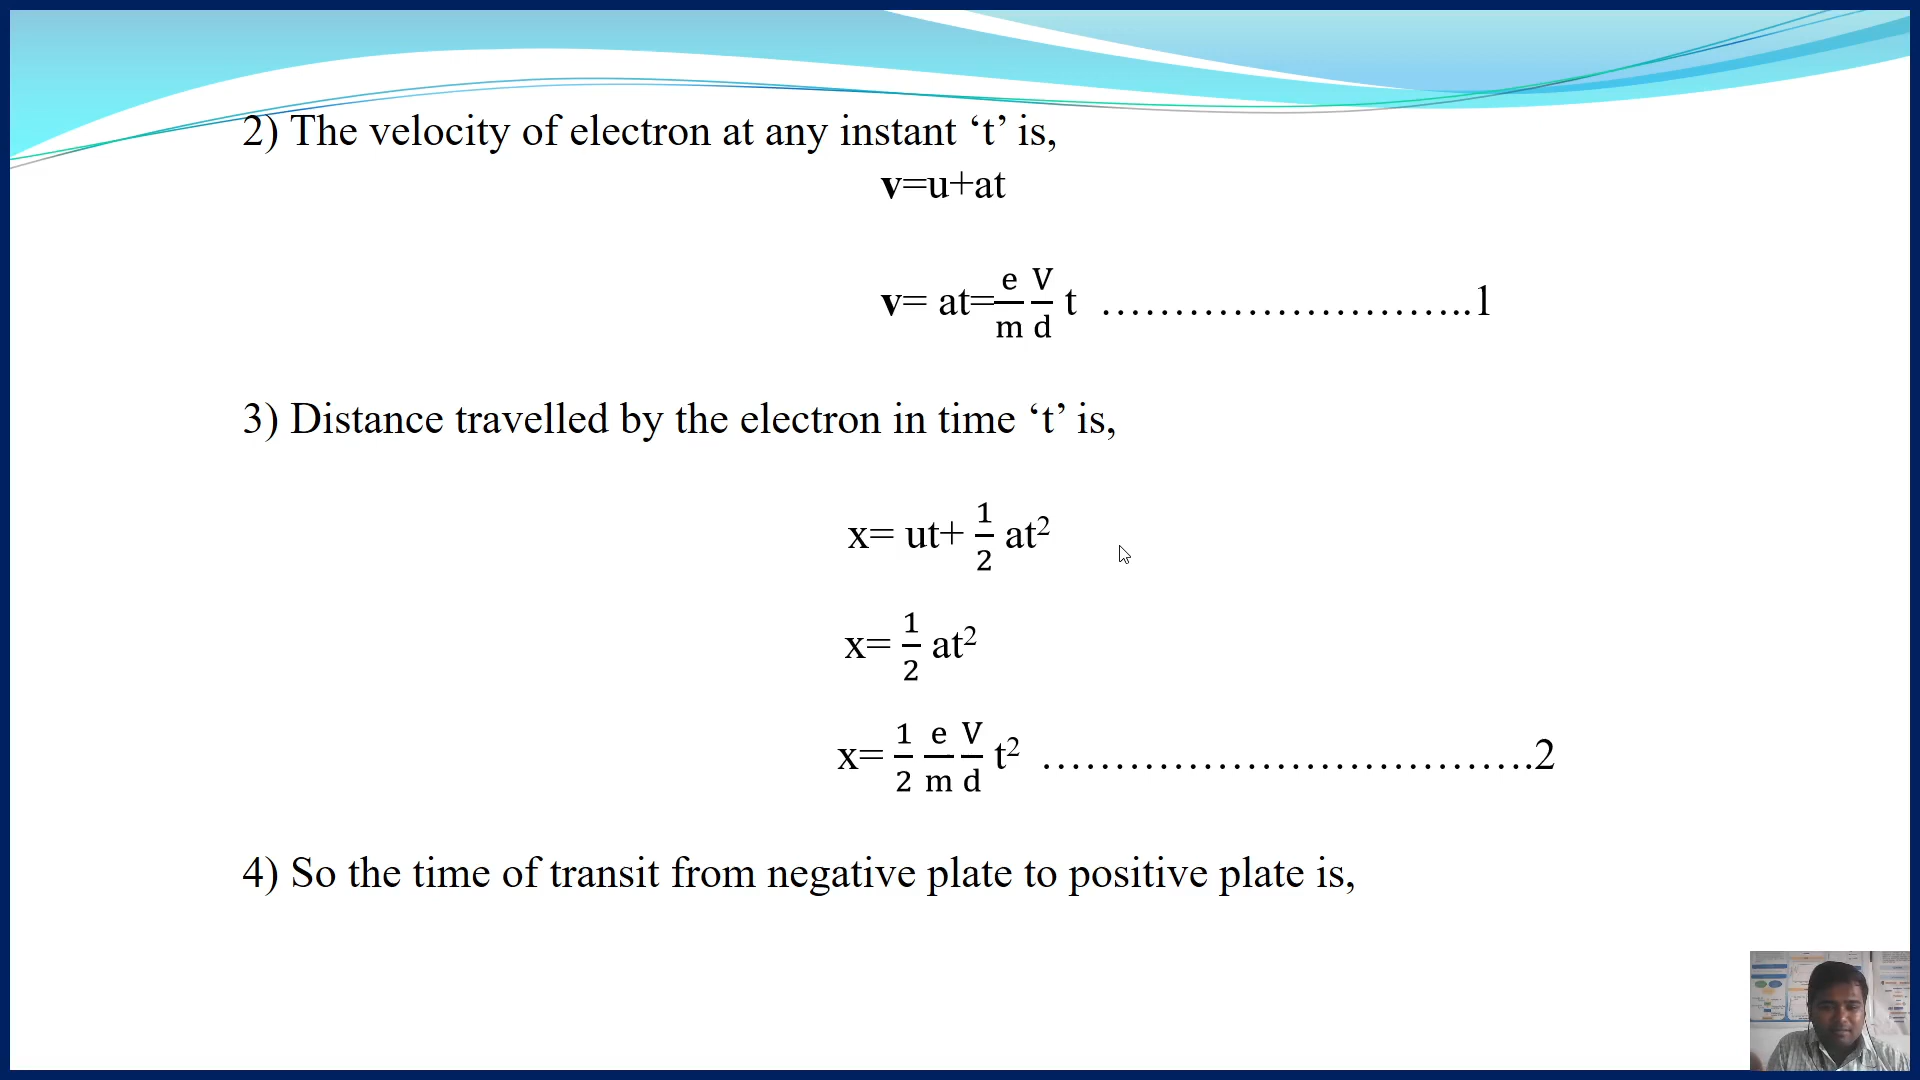 2) The velocity of electron at any instant ‘t’ is,
v=u+at
v= at=e/m V/d t ……………………..1
3) Distance travelled by the electron in time ‘t’ is,
x= ut+ 1/2 at²
x= 1/2 at²
x= 1/2 e/m V/d t² …………………………….2
4) So the time of transit from negative plate to positive plate is,